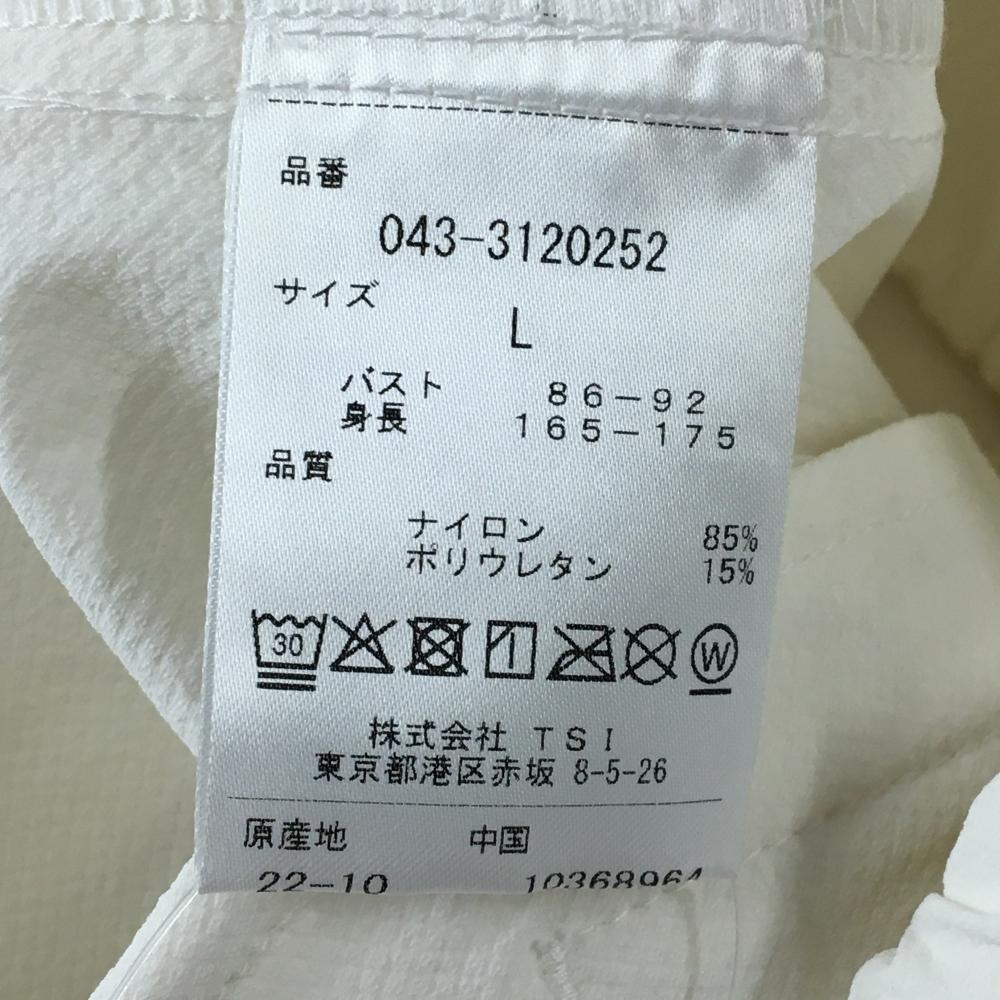 品番
043-3120252
サイズ
L
バスト 86-92
身長 165-175
品質
ナイロン 85%
ポリウレタン 15%
30 W
株式会社 TSI
東京都港区赤坂 8-5-26
原産地 中国
22-10 10368964